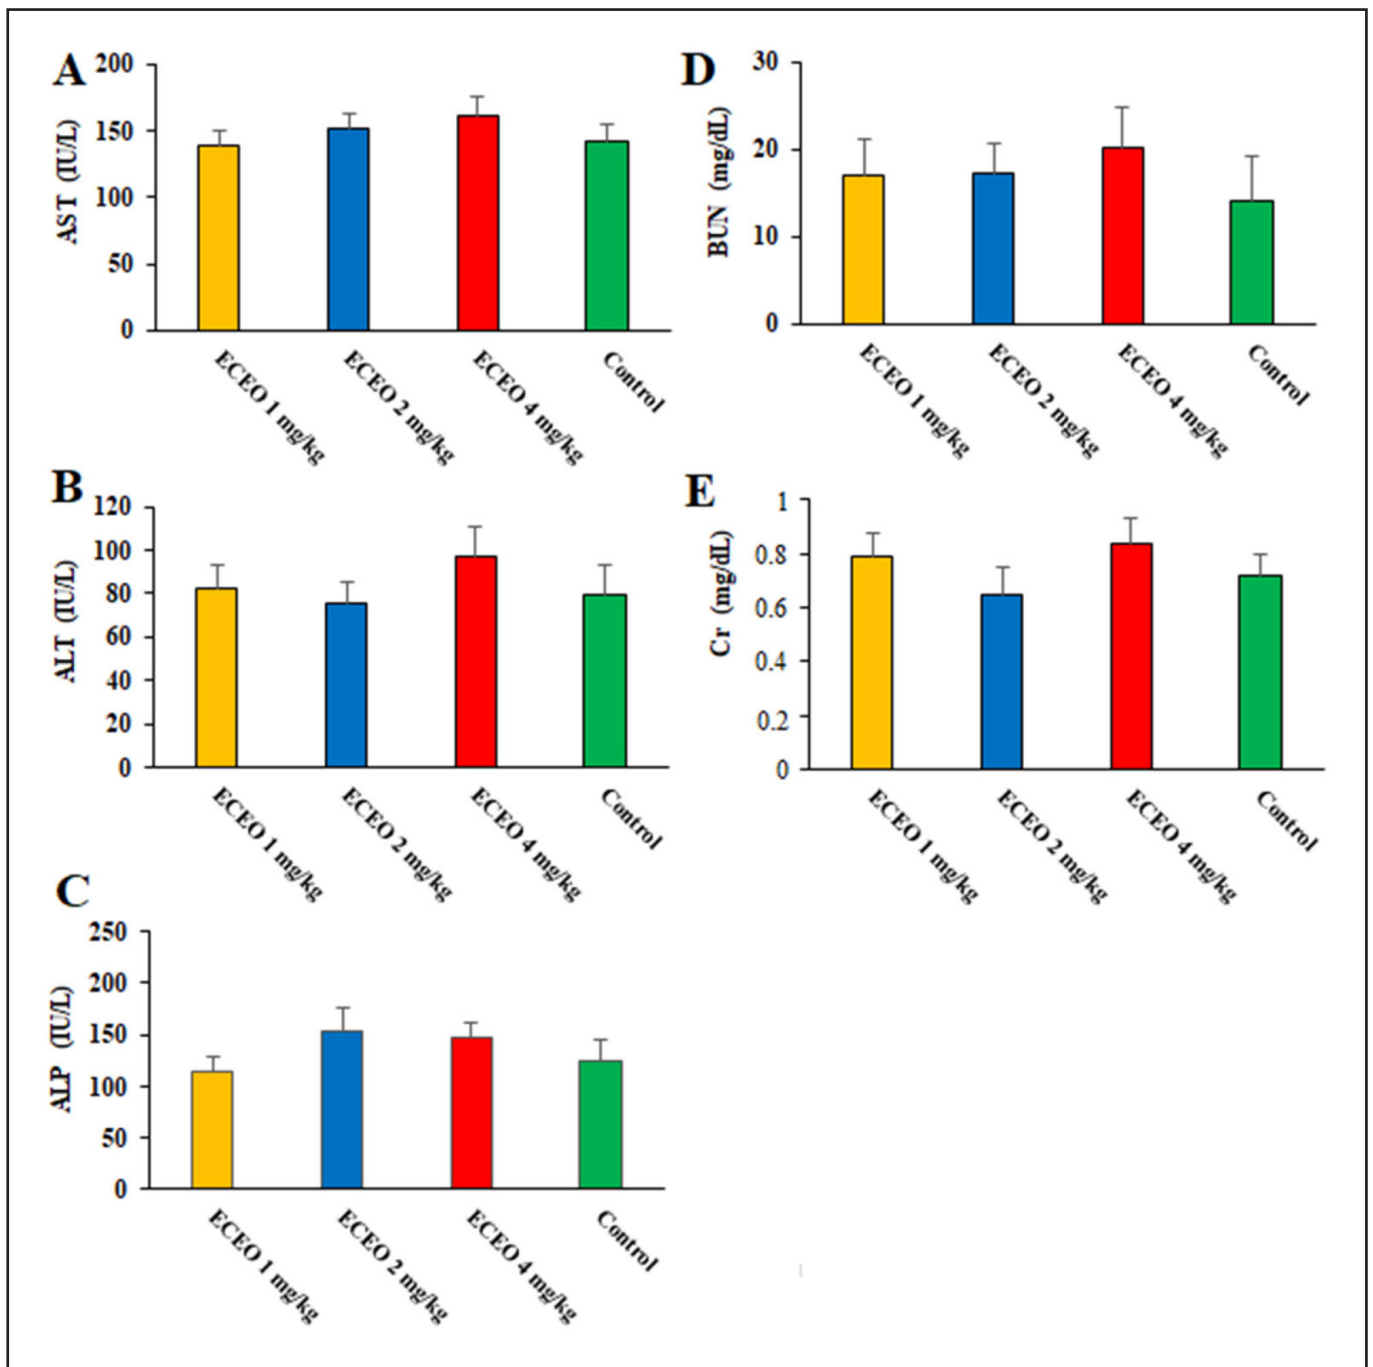 A
AST (IU/L)
200
150
100
50
0
ECEO 1 mg/kg
ECEO 2 mg/kg
ECEO 4 mg/kg
Control
B
ALT (IU/L)
120
100
80
60
40
20
0
ECEO 1 mg/kg
ECEO 2 mg/kg
ECEO 4 mg/kg
Control
C
ALP (IU/L)
250
200
150
100
50
0
ECEO 1 mg/kg
ECEO 2 mg/kg
ECEO 4 mg/kg
Control
D
BUN (mg/dL)
30
20
10
0
ECEO 1 mg/kg
ECEO 2 mg/kg
ECEO 4 mg/kg
Control
E
Cr (mg/dL)
1
0.8
0.6
0.4
0.2
0
ECEO 1 mg/kg
ECEO 2 mg/kg
ECEO 4 mg/kg
Control